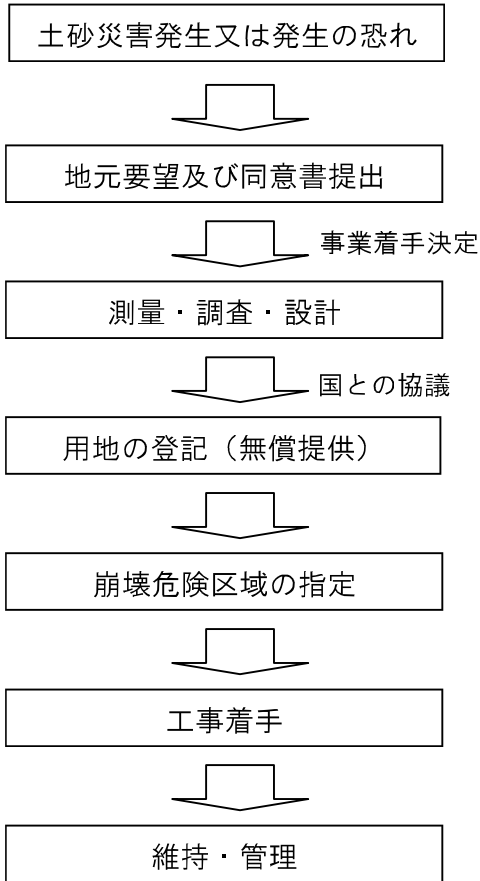 土砂災害発生又は発生の恐れ
地元要望及び同意書提出
事業着手決定
測量・調査・設計
国との協議
用地の登記（無償提供）
崩壊危険区域の指定
工事着手
維持・管理